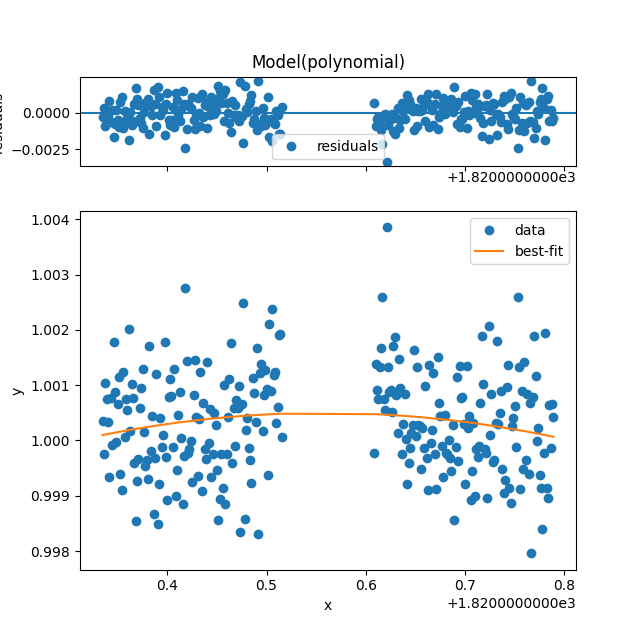 Model(polynomial)
0.0000
−0.0025
residuals
+1.8200000000e3
1.004
1.003
1.002
1.001
1.000
0.999
0.998
y
data
best-fit
0.4
0.5
0.6
0.7
0.8
x
+1.8200000000e3